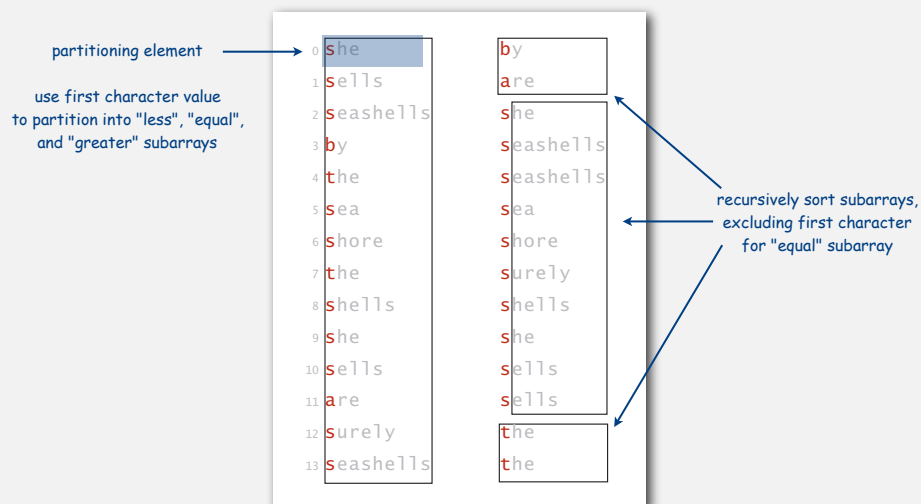 partitioning element
use first character value
to partition into "less", "equal",
and "greater" subarrays
0 she
1 sells
2 seashells
3 by
4 the
5 sea
6 shore
7 the
8 shells
9 she
10 sells
11 are
12 surely
13 seashells
by
are
she
seashells
seashells
sea
shore
surely
shells
she
sells
sells
the
the
recursively sort subarrays,
excluding first character
for "equal" subarray